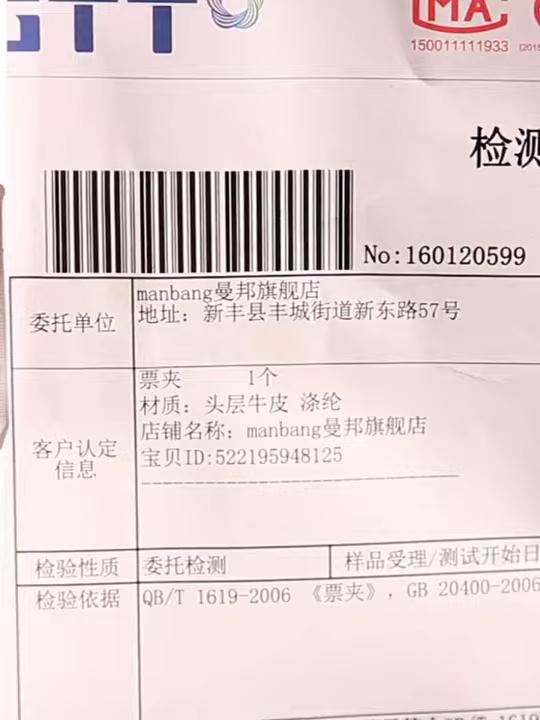 MA
150011111933
检测
No:160120599
委托单位
manbang曼邦旗舰店
地址：新丰县丰城街道新东路57号
客户认定
信息
票夹 1个
材质：头层牛皮 涤纶
店铺名称：manbang曼邦旗舰店
宝贝ID:522195948125
检验性质
委托检测
样品受理/测试开始日
检验依据
QB/T 1619-2006 《票夹》, GB 20400-2006